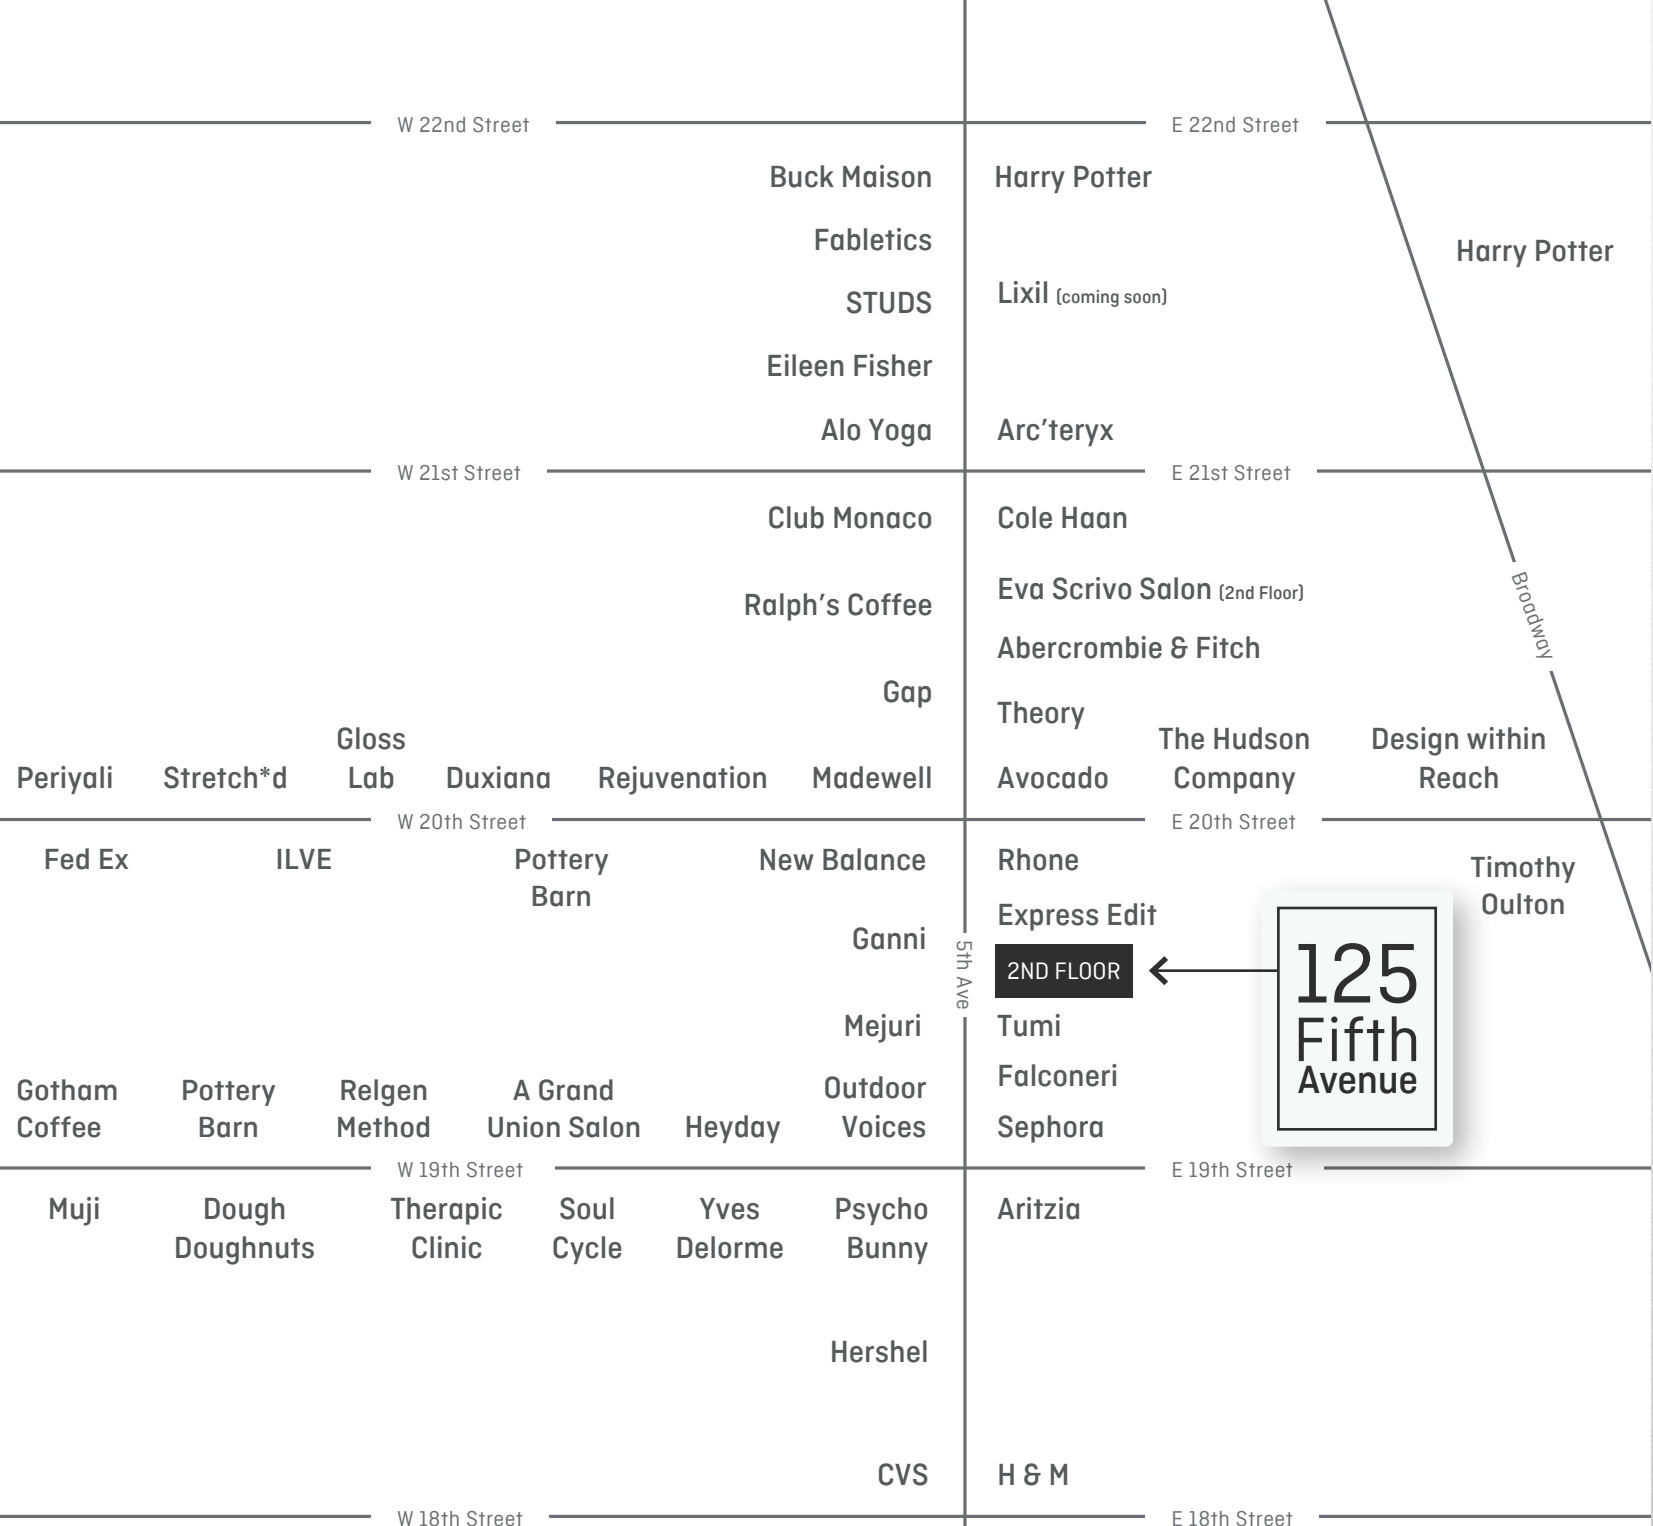 W 22nd Street
E 22nd Street
Buck Maison
Harry Potter
Fabletics
Harry Potter
STUDS
Lixil (coming soon)
Eileen Fisher
Alo Yoga
Arc’teryx
W 21st Street
E 21st Street
Club Monaco
Cole Haan
Broadway
Ralph’s Coffee
Eva Scrivo Salon (2nd Floor)
Abercrombie & Fitch
Gap
Theory
Periyali
Stretch*d
Gloss
Lab
Duxiana
Rejuvenation
Madewell
Avocado
The Hudson
Company
Design within
Reach
W 20th Street
E 20th Street
Fed Ex
ILVE
Pottery
Barn
New Balance
Rhone
Timothy
Oulton
Express Edit
Ganni
5th Ave
2ND FLOOR
125
Fifth
Avenue
Mejuri
Tumi
Falconeri
Gotham
Coffee
Pottery
Barn
Relgen
Method
A Grand
Union Salon
Heyday
Outdoor
Voices
Sephora
W 19th Street
E 19th Street
Muji
Dough
Doughnuts
Therapic
Clinic
Soul
Cycle
Yves
Delorme
Psycho
Bunny
Aritzia
Hershel
CVS
H & M
W 18th Street
E 18th Street